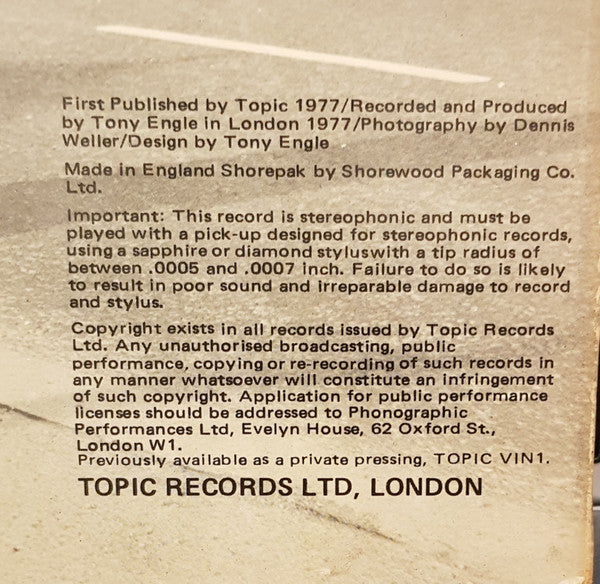 First Published by Topic 1977/Recorded and Produced
by Tony Engle in London 1977/Photography by Dennis
Weller/Design by Tony Engle
Made in England Shorepak by Shorewood Packaging Co.
Ltd.
Important: This record is stereophonic and must be
played with a pick-up designed for stereophonic records,
using a sapphire or diamond styluswith a tip radius of
between .0005 and .0007 inch. Failure to do so is likely
to result in poor sound and irreparable damage to record
and stylus.
Copyright exists in all records issued by Topic Records
Ltd. Any unauthorised broadcasting, public
performance, copying or re-recording of such records in
any manner whatsoever will constitute an infringement
of such copyright. Application for public performance
licenses should be addressed to Phonographic
Performances Ltd, Evelyn House, 62 Oxford St.,
London W1.
Previously available as a private pressing, TOPIC VIN1.
TOPIC RECORDS LTD, LONDON